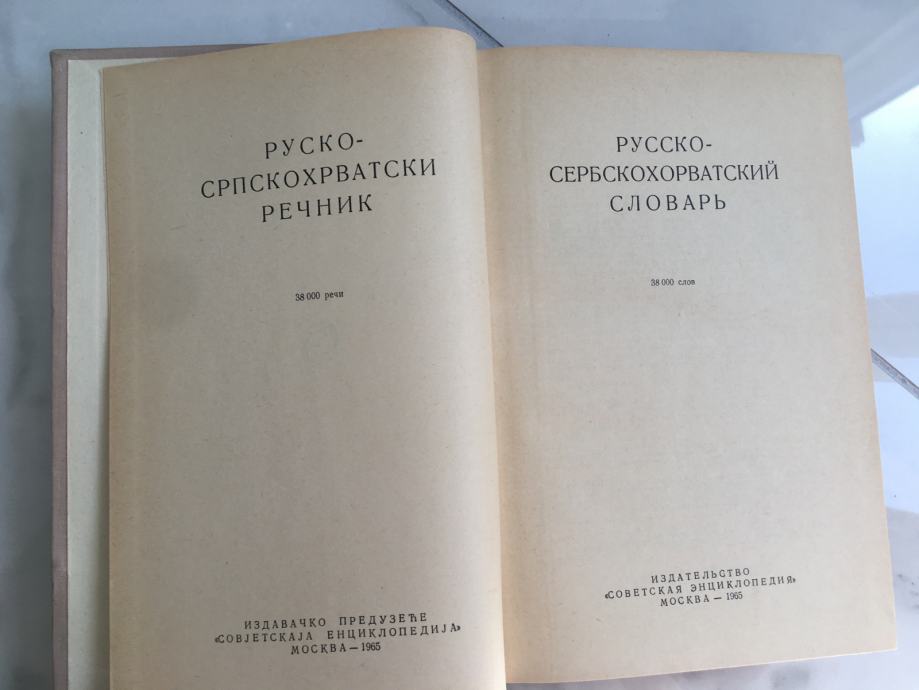 РУСКО-
СРПСКОХРВАТСКИ
РЕЧНИК
38 000 речи
ИЗДАВАЧКО ПРЕДУЗЕЋЕ
«СОВЈЕТСКАЈА ЕНЦИКЛОПЕДИЈА»
МОСКВА — 1965
РУССКО-
СЕРБСКОХОРВАТСКИЙ
СЛОВАРЬ
38 000 слов
ИЗДАТЕЛЬСТВО
«СОВЕТСКАЯ ЭНЦИКЛОПЕДИЯ»
МОСКВА — 1965